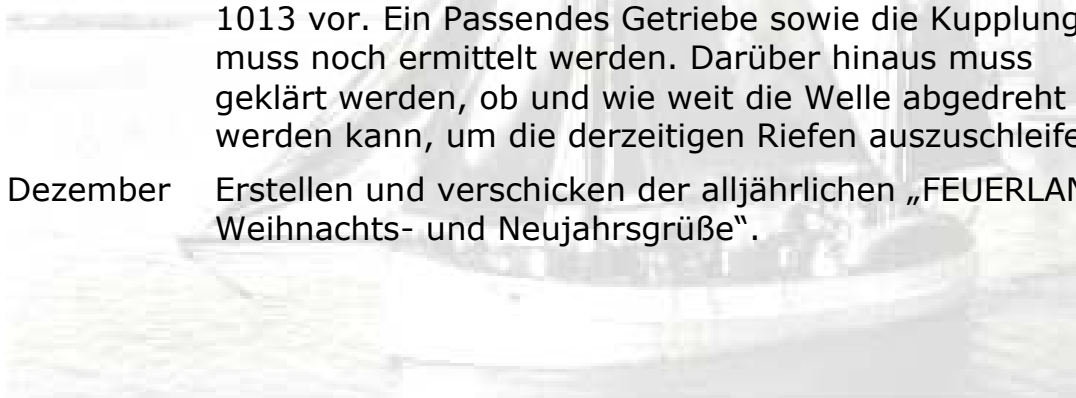 1013 vor. Ein Passendes Getriebe sowie die Kupplung
muss noch ermittelt werden. Darüber hinaus muss
geklärt werden, ob und wie weit die Welle abgedreht
werden kann, um die derzeitigen Riefen auszuschleife
Dezember Erstellen und verschicken der alljährlichen „FEUERLAN
Weihnachts- und Neujahrsgrüße“.